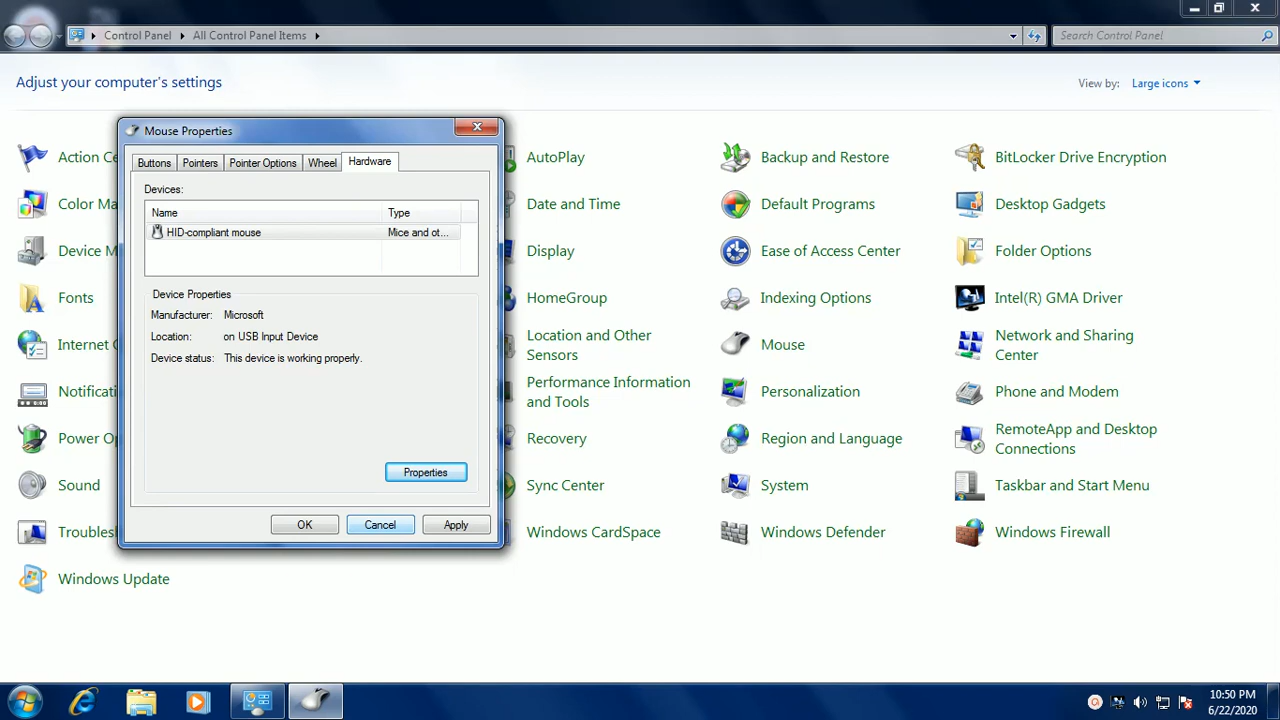 Control Panel
All Control Panel Items
Search Control Panel
Adjust your computer's settings
View by:
Large icons
Mouse Properties
Buttons
Pointers
Pointer Options
Wheel
Hardware
Devices:
Name
Type
HID-compliant mouse
Mice and ot...
Device Properties
Manufacturer:
Microsoft
Location:
on USB Input Device
Device status:
This device is working properly.
Properties
OK
Cancel
Apply
Action Ce
AutoPlay
Backup and Restore
BitLocker Drive Encryption
Color Ma
Date and Time
Default Programs
Desktop Gadgets
Device M
Display
Ease of Access Center
Folder Options
Fonts
HomeGroup
Indexing Options
Intel(R) GMA Driver
Internet
Location and Other
Sensors
Mouse
Network and Sharing
Center
Notificati
Performance Information
and Tools
Personalization
Phone and Modem
Power Op
Recovery
Region and Language
RemoteApp and Desktop
Connections
Sound
Sync Center
System
Taskbar and Start Menu
Troubles
Windows CardSpace
Windows Defender
Windows Firewall
Windows Update
10:50 PM
6/22/2020